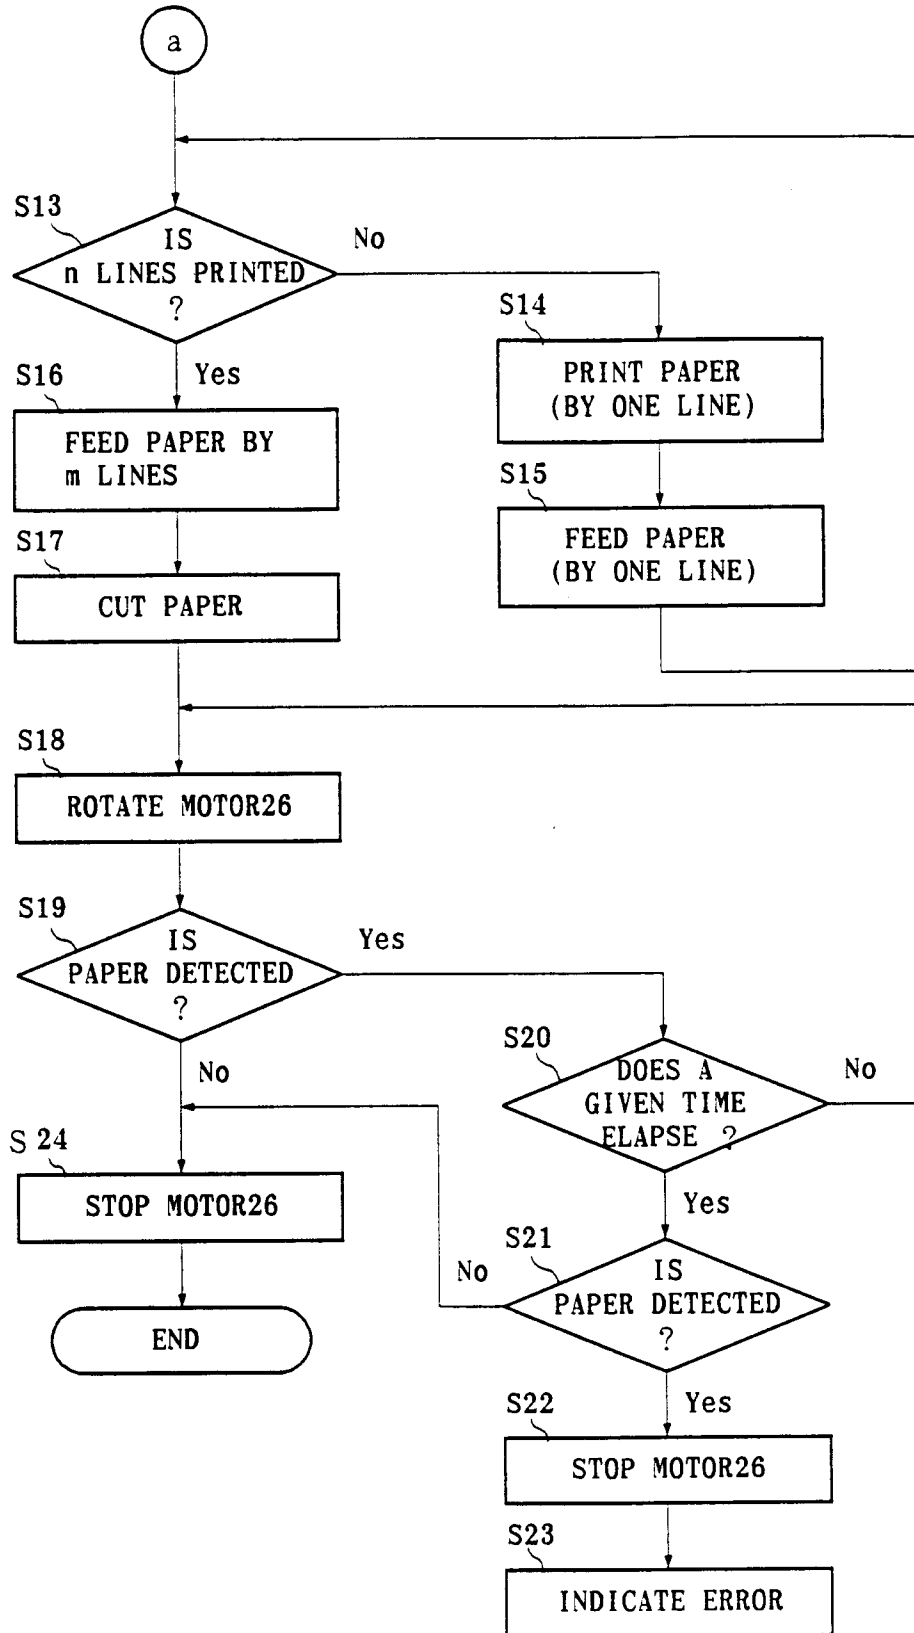 a
S13
IS
n LINES PRINTED
?
No
Yes
S14
PRINT PAPER
(BY ONE LINE)
S15
FEED PAPER
(BY ONE LINE)
S16
FEED PAPER BY
m LINES
S17
CUT PAPER
S18
ROTATE MOTOR26
S19
IS
PAPER DETECTED
?
Yes
No
S20
DOES A
GIVEN TIME
ELAPSE ?
No
Yes
S21
IS
PAPER DETECTED
?
No
Yes
S22
STOP MOTOR26
S23
INDICATE ERROR
S 24
STOP MOTOR26
END